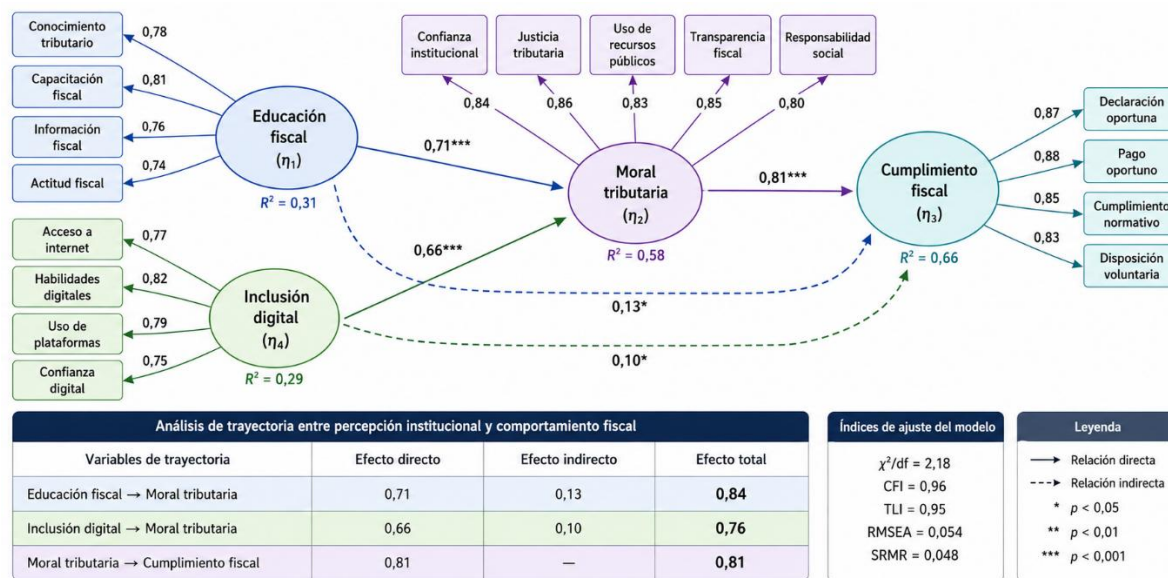 Conocimiento
tributario
0,78
Capacitación
fiscal
0,81
Información
fiscal
0,76
Actitud fiscal
0,74
Educación
fiscal
(η1)
R² = 0,31
Acceso a
internet
0,77
Habilidades
digitales
0,82
Uso de
plataformas
0,79
Confianza
digital
0,75
Inclusión
digital
(η4)
R² = 0,29
Confianza
institucional
Justicia
tributaria
Uso de
recursos
públicos
Transparencia
fiscal
Responsabilidad
social
0,84
0,86
0,83
0,85
0,80
0,71***
0,66***
Moral
tributaria
(η2)
R² = 0,58
0,81***
0,13*
0,10*
Cumplimiento
fiscal
(η3)
R² = 0,66
0,87
Declaración
oportuna
0,88
Pago
oportuno
0,85
Cumplimiento
normativo
0,83
Disposición
voluntaria
Análisis de trayectoria entre percepción institucional y comportamiento fiscal
Variables de trayectoria Efecto directo Efecto indirecto Efecto total
Educación fiscal → Moral tributaria 0,71 0,13 0,84
Inclusión digital → Moral tributaria 0,66 0,10 0,76
Moral tributaria → Cumplimiento fiscal 0,81 — 0,81
Índices de ajuste del modelo
χ²/df = 2,18
CFI = 0,96
TLI = 0,95
RMSEA = 0,054
SRMR = 0,048
Leyenda
Relación directa
Relación indirecta
* p < 0,05
** p < 0,01
*** p < 0,001